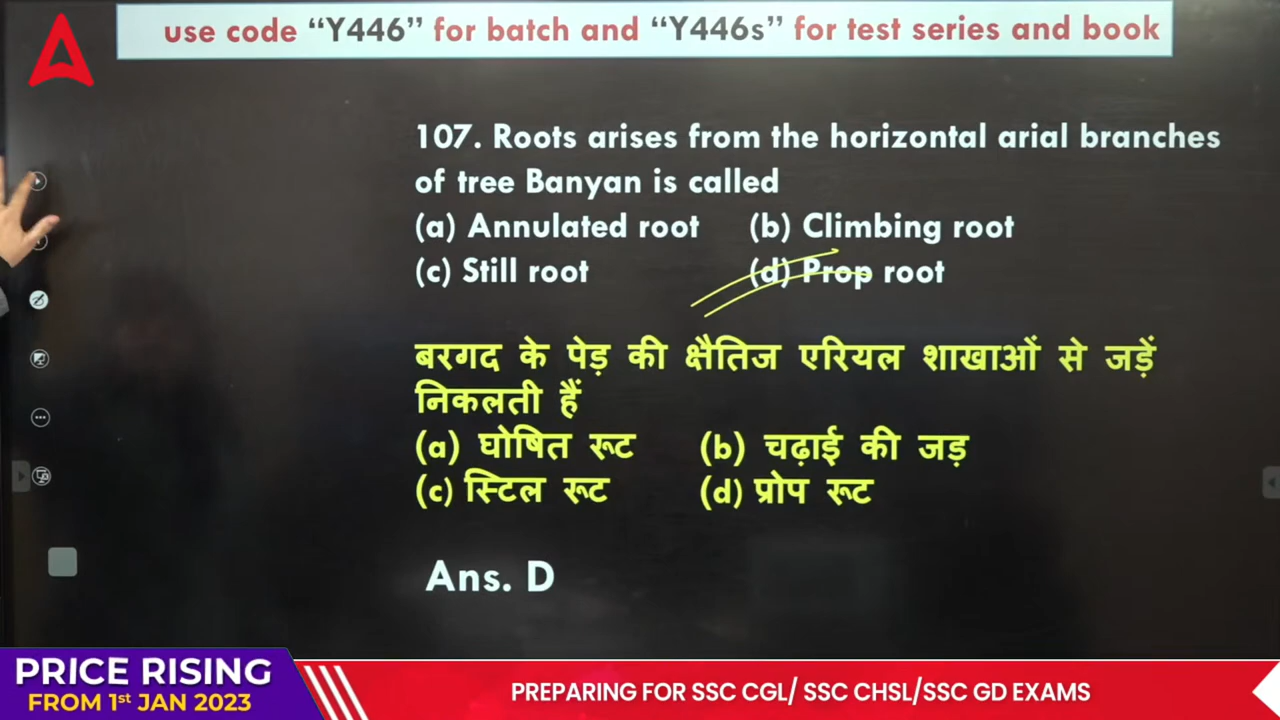 use code “Y446” for batch and “Y446s” for test series and book
107. Roots arises from the horizontal arial branches
of tree Banyan is called
(a) Annulated root (b) Climbing root
(c) Still root (d) Prop root
बरगद के पेड़ की क्षैतिज एरियल शाखाओं से जड़ें
निकलती हैं
(a) घोषित रूट (b) चढ़ाई की जड़
(c) स्टिल रूट (d) प्रोप रूट
Ans. D
PRICE RISING
FROM 1st JAN 2023
PREPARING FOR SSC CGL/ SSC CHSL/SSC GD EXAMS